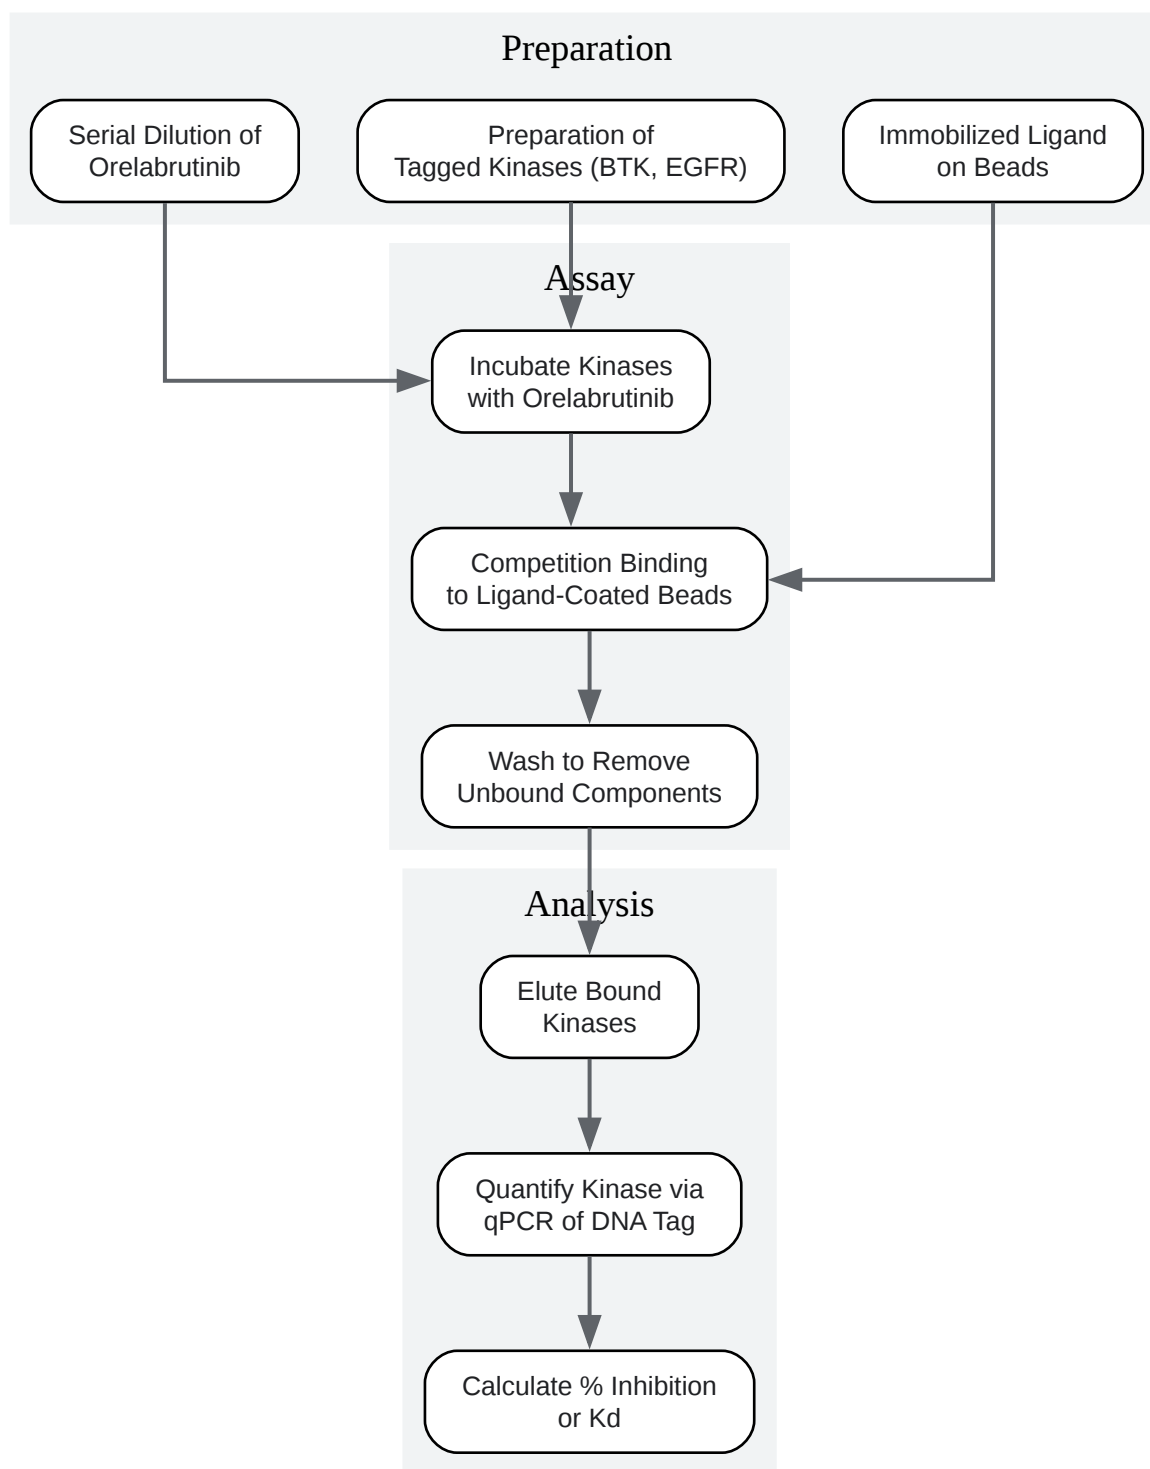 Preparation
Serial Dilution of
Orelabrutinib
Preparation of
Tagged Kinases (BTK, EGFR)
Immobilized Ligand
on Beads
Assay
Incubate Kinases
with Orelabrutinib
Competition Binding
to Ligand-Coated Beads
Wash to Remove
Unbound Components
Analysis
Elute Bound
Kinases
Quantify Kinase via
qPCR of DNA Tag
Calculate % Inhibition
or Kd